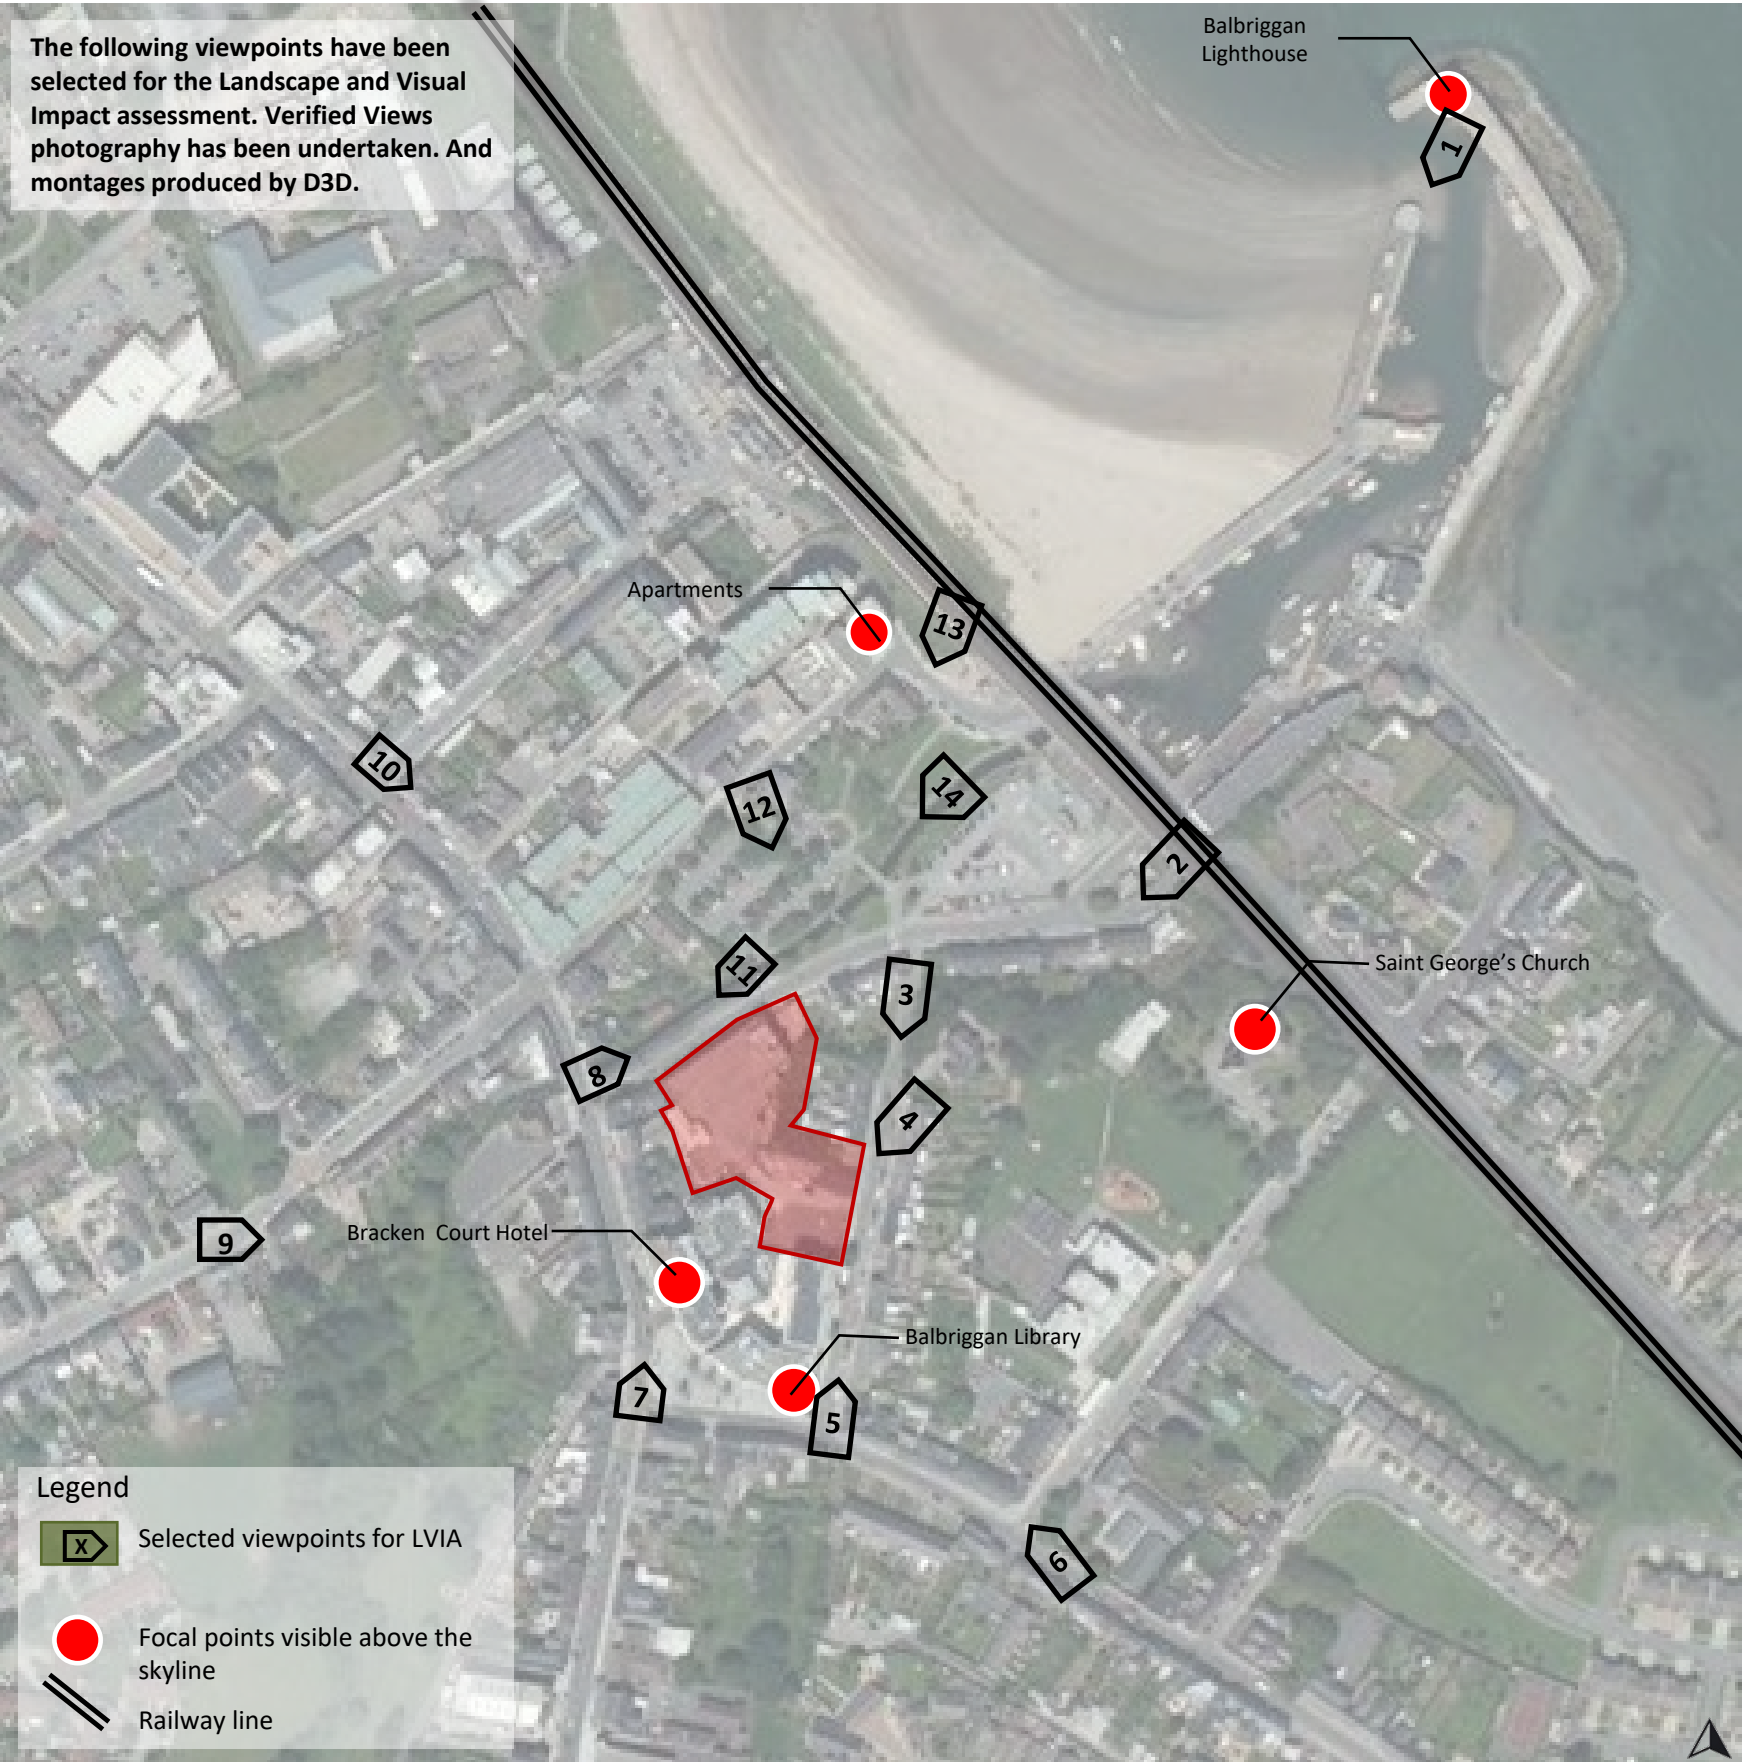 The following viewpoints have been
selected for the Landscape and Visual
Impact assessment. Verified Views
photography has been undertaken. And
montages produced by D3D.
Balbriggan
Lighthouse
1
Apartments
13
10
12
14
2
Saint George's Church
11
3
8
4
9
Bracken Court Hotel
Balbriggan Library
7
5
6
Legend
X Selected viewpoints for LVIA
Focal points visible above the
skyline
Railway line